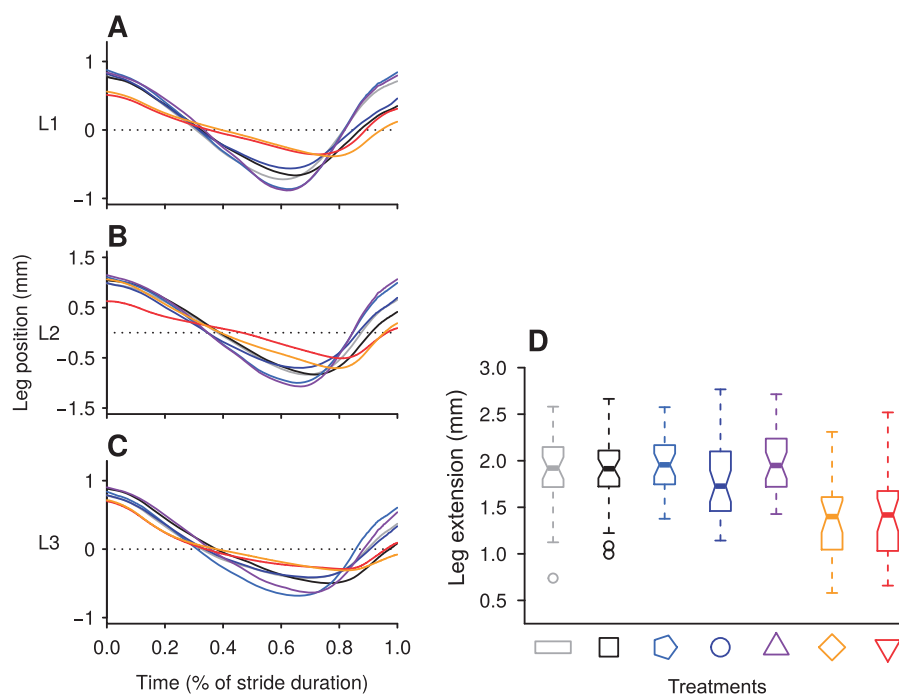 A
1
0
−1
L1
B
1.5
0.5
−0.5
−1.5
L2
Leg position (mm)
C
1
0
−1
L3
0.0 0.2 0.4 0.6 0.8 1.0
Time (% of stride duration)
D
3.0
2.5
2.0
1.5
1.0
0.5
Leg extension (mm)
Treatments